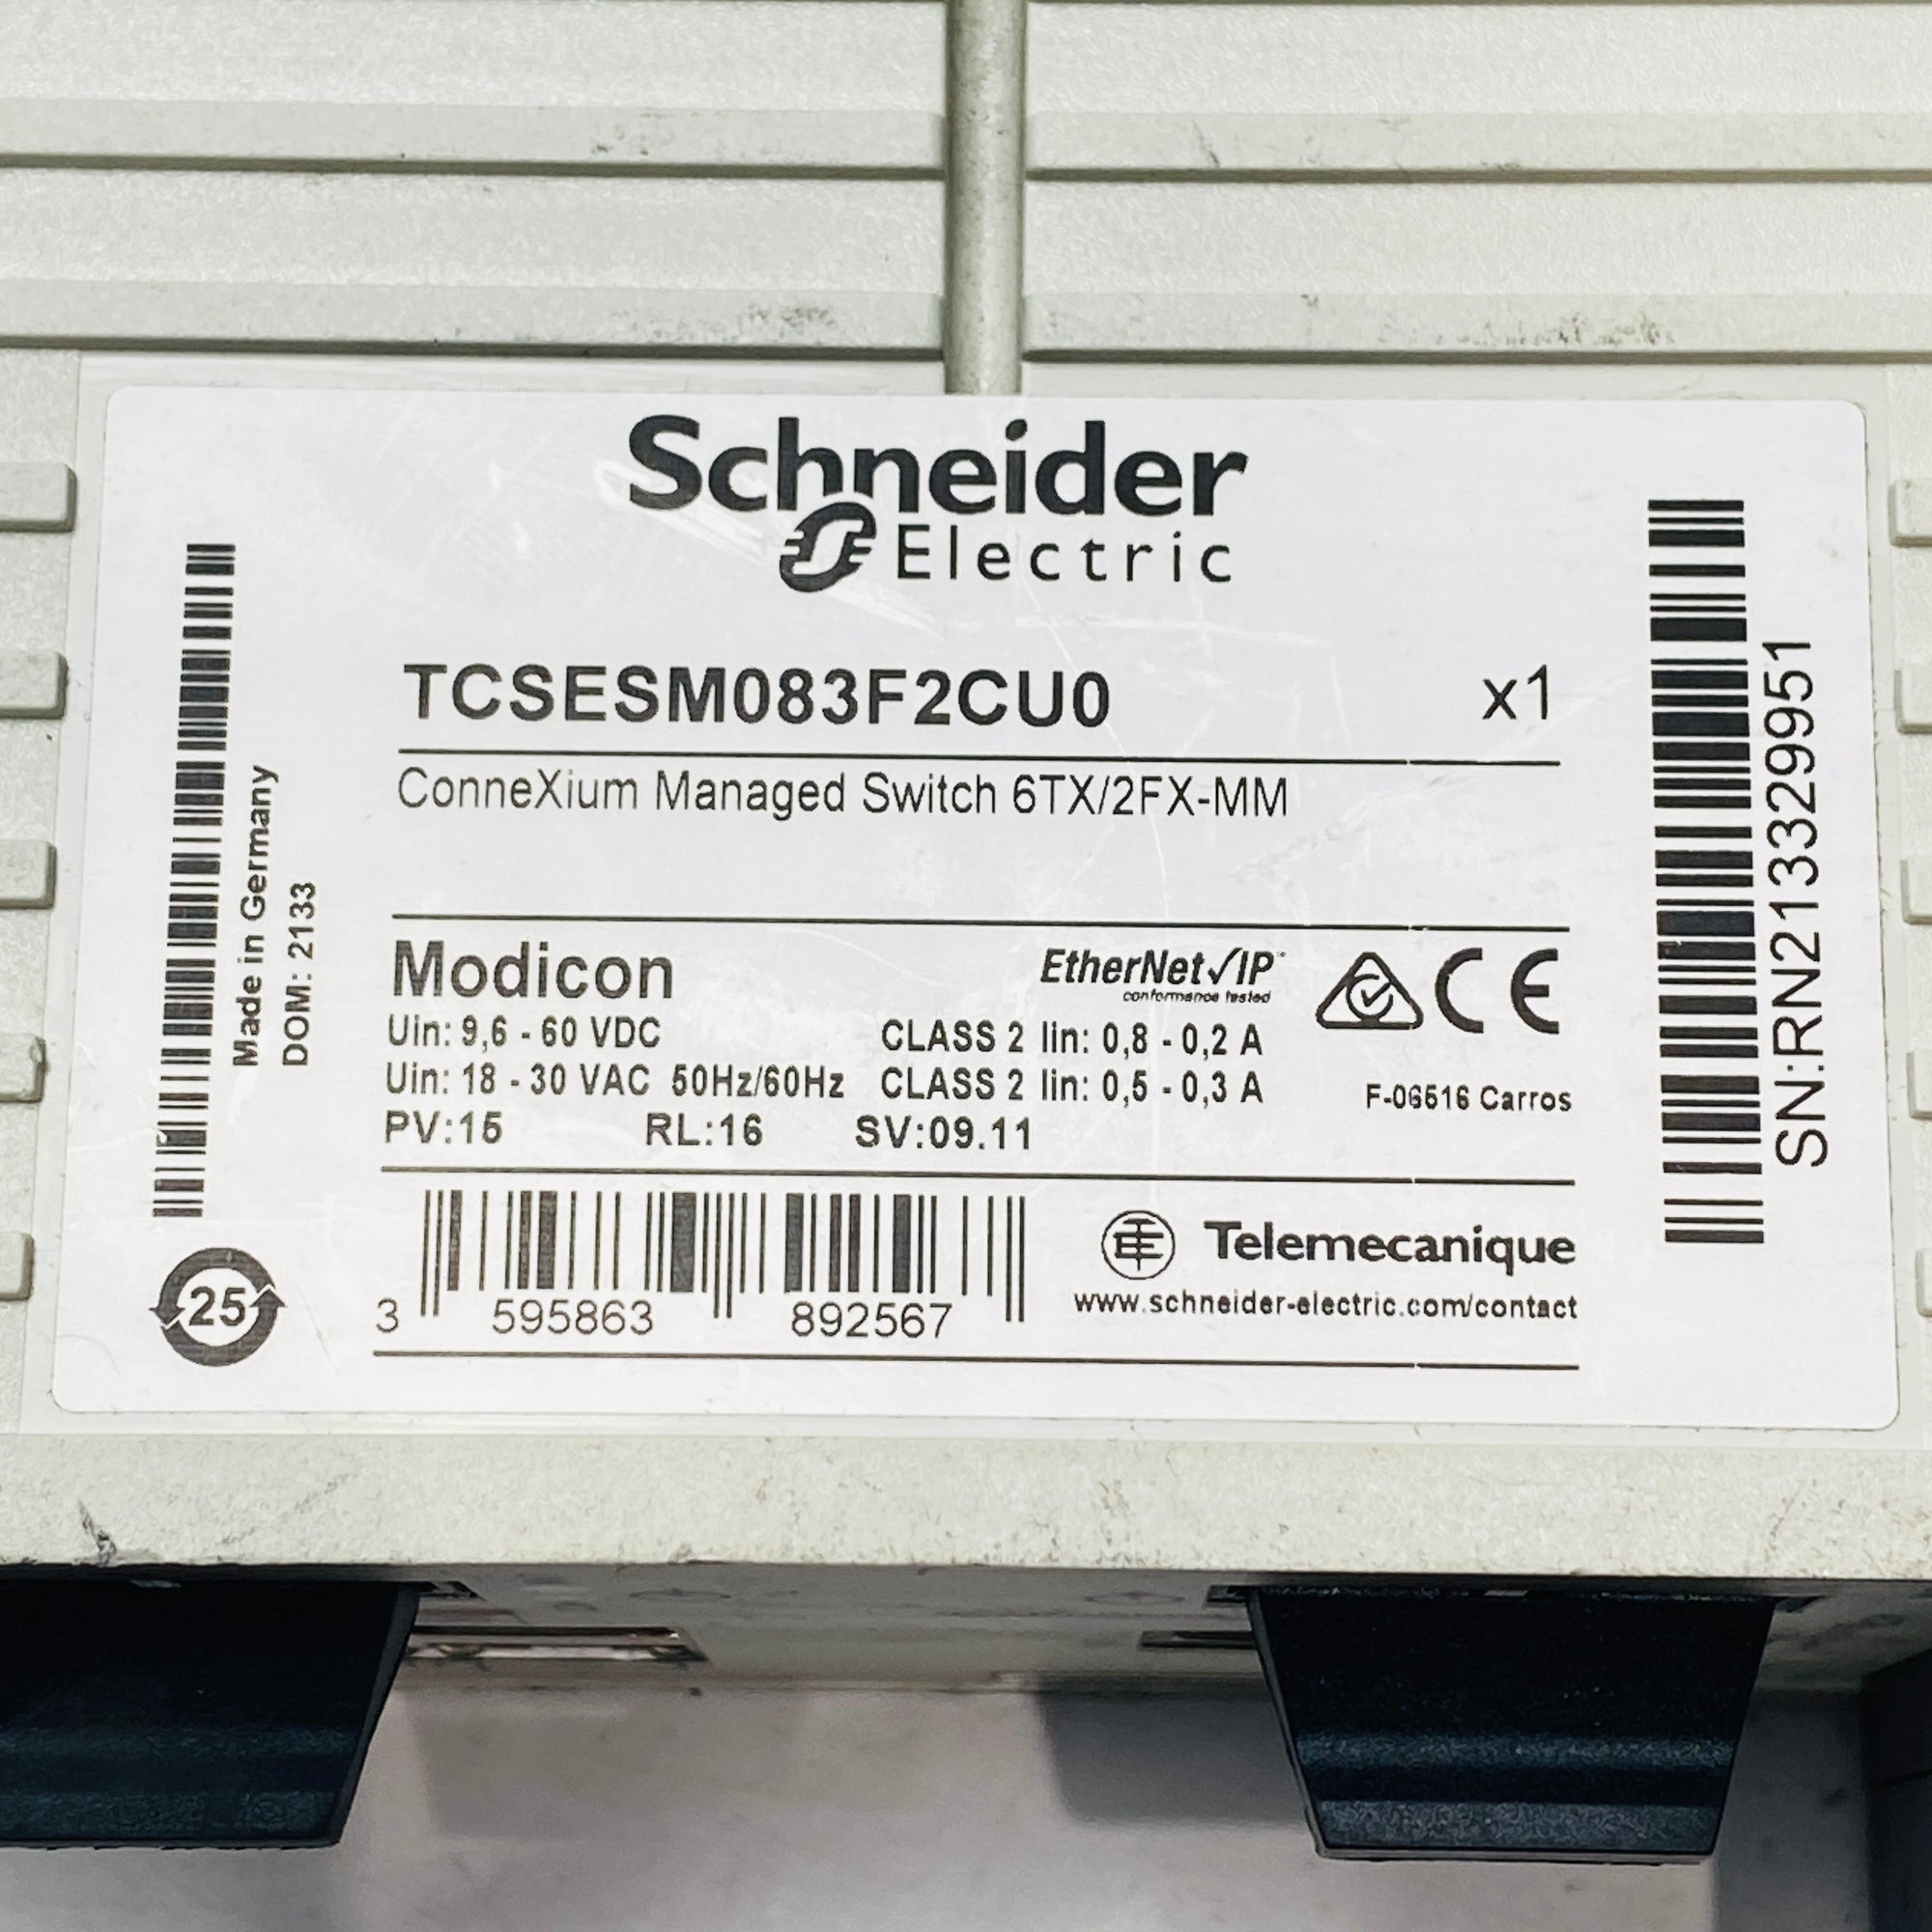 Schneider
Electric
TCSESM083F2CU0 x1
ConneXium Managed Switch 6TX/2FX-MM
Made in Germany
DOM: 2133
Modicon
EtherNet/IP
conformance tested
CE
Uin: 9,6 - 60 VDC CLASS 2 Iin: 0,8 - 0,2 A
Uin: 18 - 30 VAC 50Hz/60Hz CLASS 2 Iin: 0,5 - 0,3 A
F-06516 Carros
PV:15 RL:16 SV:09.11
25
3 595863 892567
Telemecanique
www.schneider-electric.com/contact
SN:RN213329951